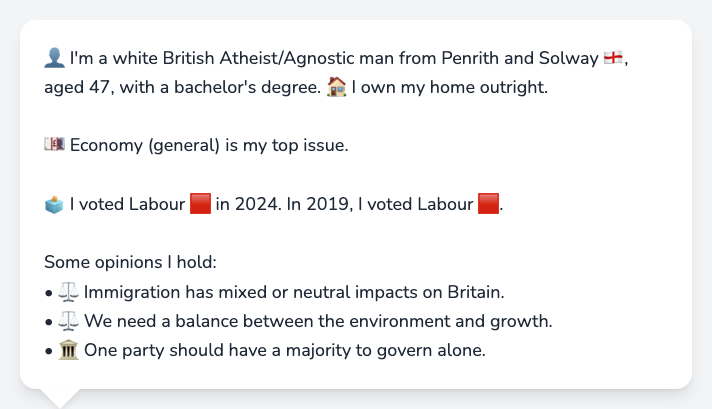 👤 I'm a white British Atheist/Agnostic man from Penrith and Solway 🏴󠁧󠁢󠁥󠁮󠁧󠁿,
aged 47, with a bachelor's degree. 🏠 I own my home outright.
💷 Economy (general) is my top issue.
🗳️ I voted Labour 🟥 in 2024. In 2019, I voted Labour 🟥.
Some opinions I hold:
• ⚖️ Immigration has mixed or neutral impacts on Britain.
• ⚖️ We need a balance between the environment and growth.
• 🏛️ One party should have a majority to govern alone.